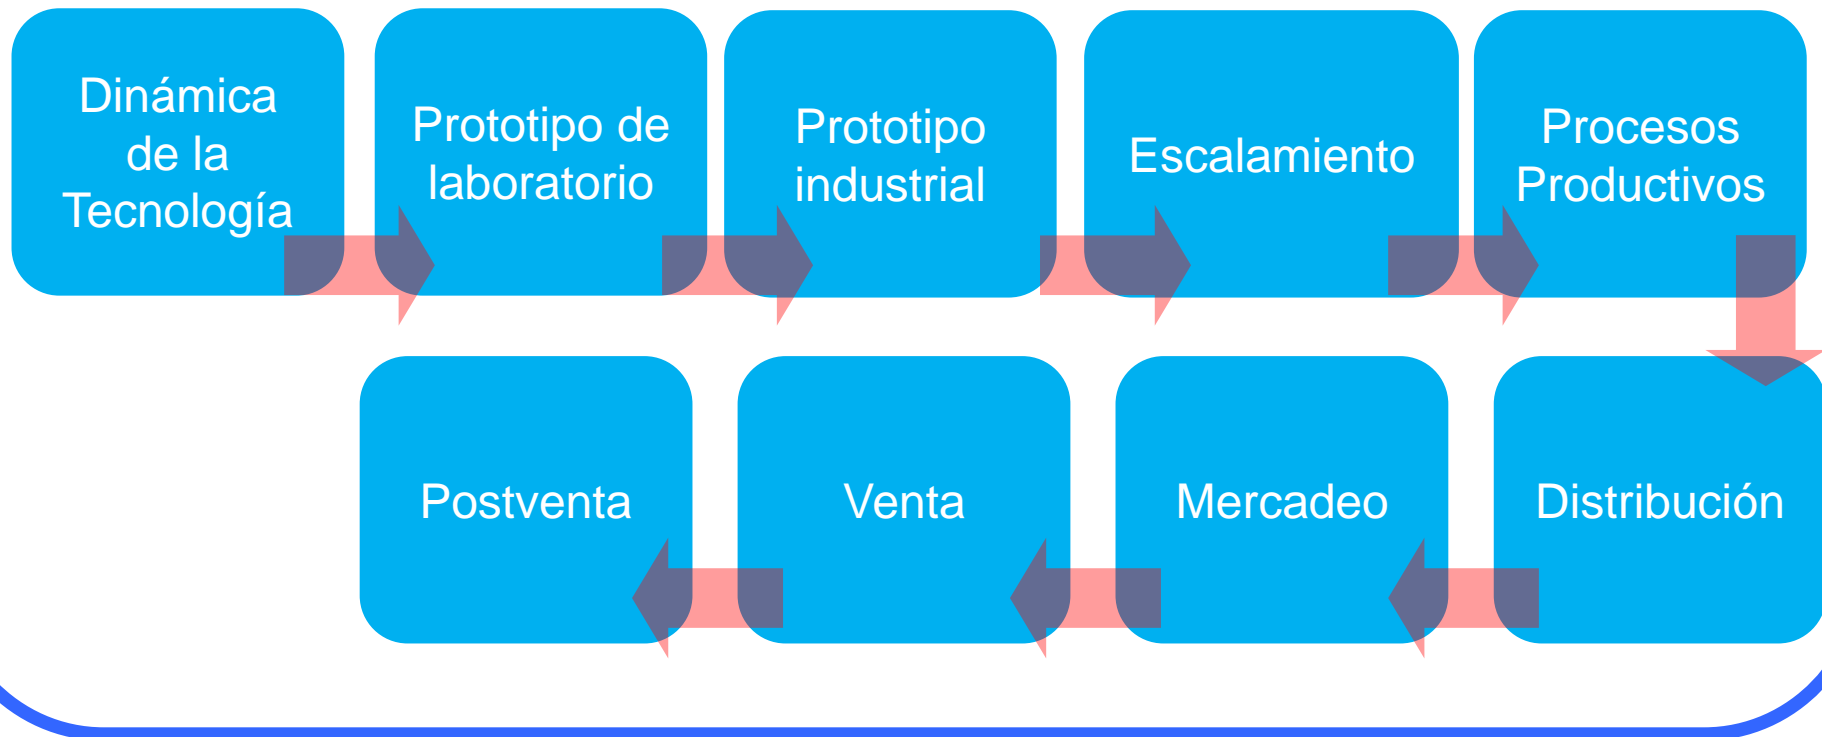 Dinámica
de la
Tecnología
Prototipo de
laboratorio
Prototipo
industrial
Escalamiento
Procesos
Productivos
Distribución
Mercadeo
Venta
Postventa